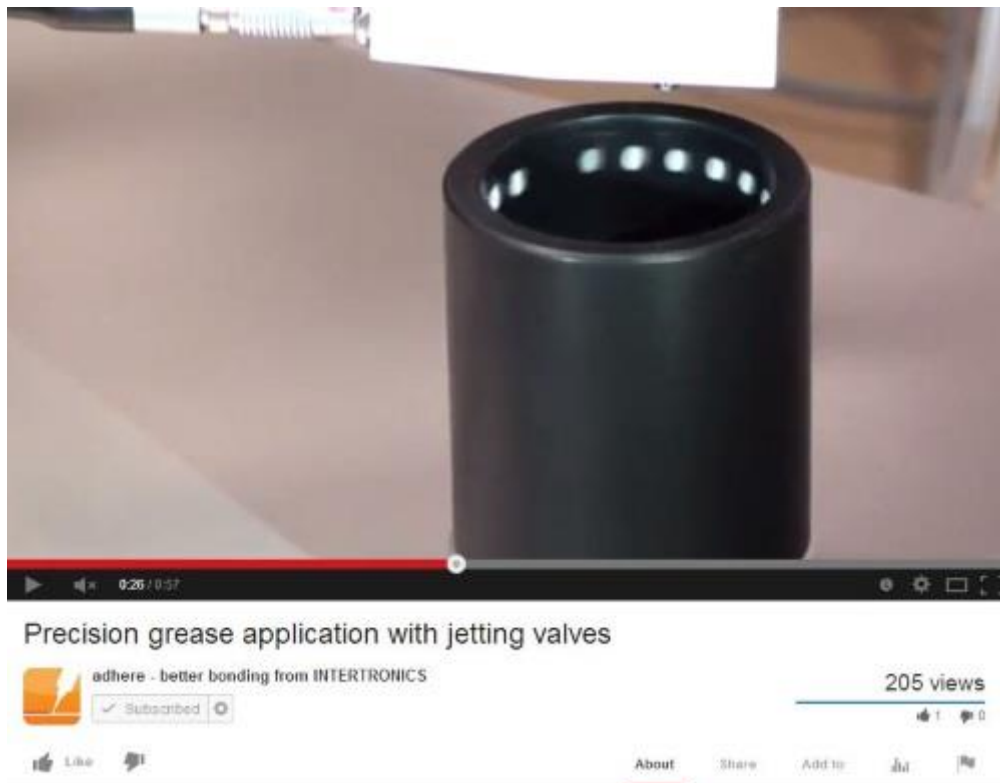 0:26 / 0:57
Precision grease application with jetting valves
adhere - better bonding from INTERTRONICS
Subscribed
205 views
1 0
Like
About Share Add to